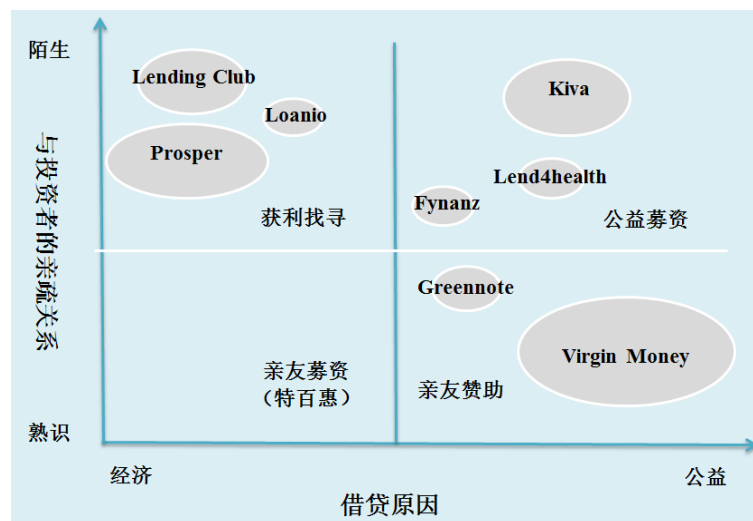 陌生
Lending Club
Kiva
Loanio
Prosper
Lend4health
Fynanz
获利找寻
公益募资
与投资者的亲疏关系
Greennote
Virgin Money
亲友募资
（特百惠）
亲友赞助
熟识
经济
公益
借贷原因